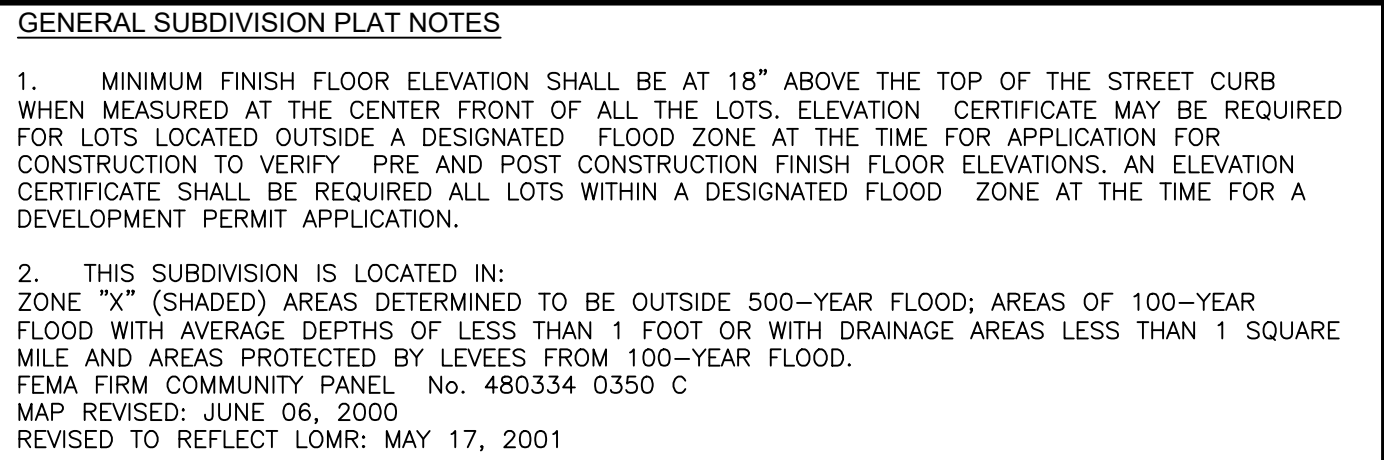 GENERAL SUBDIVISION PLAT NOTES
1. MINIMUM FINISH FLOOR ELEVATION SHALL BE AT 18" ABOVE THE TOP OF THE STREET CURB
WHEN MEASURED AT THE CENTER FRONT OF ALL THE LOTS. ELEVATION CERTIFICATE MAY BE REQUIRED
FOR LOTS LOCATED OUTSIDE A DESIGNATED FLOOD ZONE AT THE TIME FOR APPLICATION FOR
CONSTRUCTION TO VERIFY PRE AND POST CONSTRUCTION FINISH FLOOR ELEVATIONS. AN ELEVATION
CERTIFICATE SHALL BE REQUIRED ALL LOTS WITHIN A DESIGNATED FLOOD ZONE AT THE TIME FOR A
DEVELOPMENT PERMIT APPLICATION.
2. THIS SUBDIVISION IS LOCATED IN:
ZONE "X" (SHADED) AREAS DETERMINED TO BE OUTSIDE 500-YEAR FLOOD; AREAS OF 100-YEAR
FLOOD WITH AVERAGE DEPTHS OF LESS THAN 1 FOOT OR WITH DRAINAGE AREAS LESS THAN 1 SQUARE
MILE AND AREAS PROTECTED BY LEVEES FROM 100-YEAR FLOOD.
FEMA FIRM COMMUNITY PANEL No. 480334 0350 C
MAP REVISED: JUNE 06, 2000
REVISED TO REFLECT LOMR: MAY 17, 2001